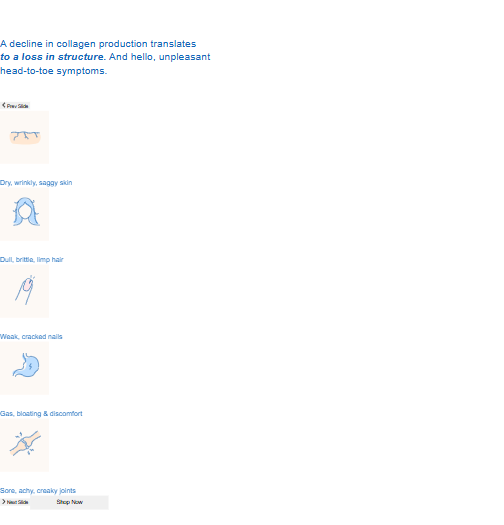 A decline in collagen production translates
to a loss in structure. And hello, unpleasant
head-to-toe symptoms.
Prev Slide
Dry, wrinkly, saggy skin
Dull, brittle, limp hair
Weak, cracked nails
Gas, bloating & discomfort
Sore, achy, creaky joints
Next Slide Shop Now